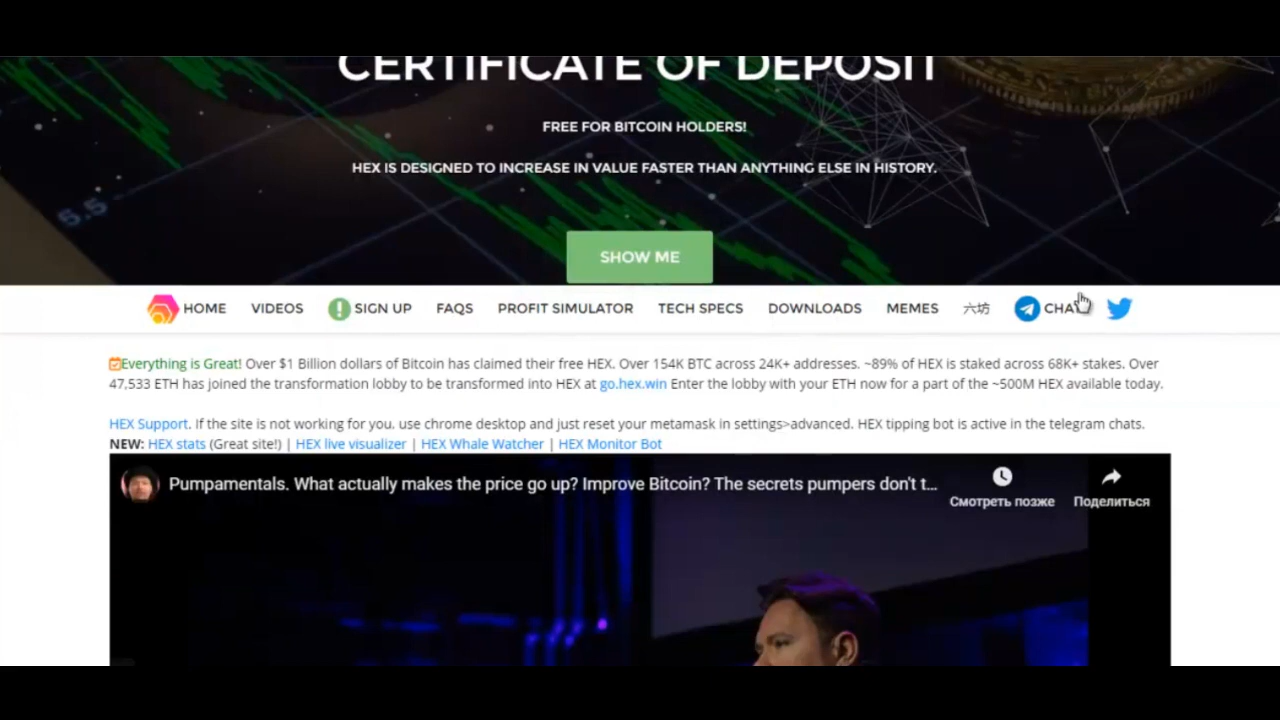 CERTIFICATE OF DEPOSIT
FREE FOR BITCOIN HOLDERS!
HEX IS DESIGNED TO INCREASE IN VALUE FASTER THAN ANYTHING ELSE IN HISTORY.
5.5
SHOW ME
HOME VIDEOS SIGN UP FAQS PROFIT SIMULATOR TECH SPECS DOWNLOADS MEMES 六坊 CHAT
Everything is Great! Over $1 Billion dollars of Bitcoin has claimed their free HEX. Over 154K BTC across 24K+ addresses. ~89% of HEX is staked across 68K+ stakes. Over
47,533 ETH has joined the transformation lobby to be transformed into HEX at go.hex.win Enter the lobby with your ETH now for a part of the ~500M HEX available today.
HEX Support. If the site is not working for you. use chrome desktop and just reset your metamask in settings>advanced. HEX tipping bot is active in the telegram chats.
NEW: HEX stats (Great site!) | HEX live visualizer | HEX Whale Watcher | HEX Monitor Bot
Pumpamentals. What actually makes the price go up? Improve Bitcoin? The secrets pumpers don't t...
Смотреть позже
Поделиться